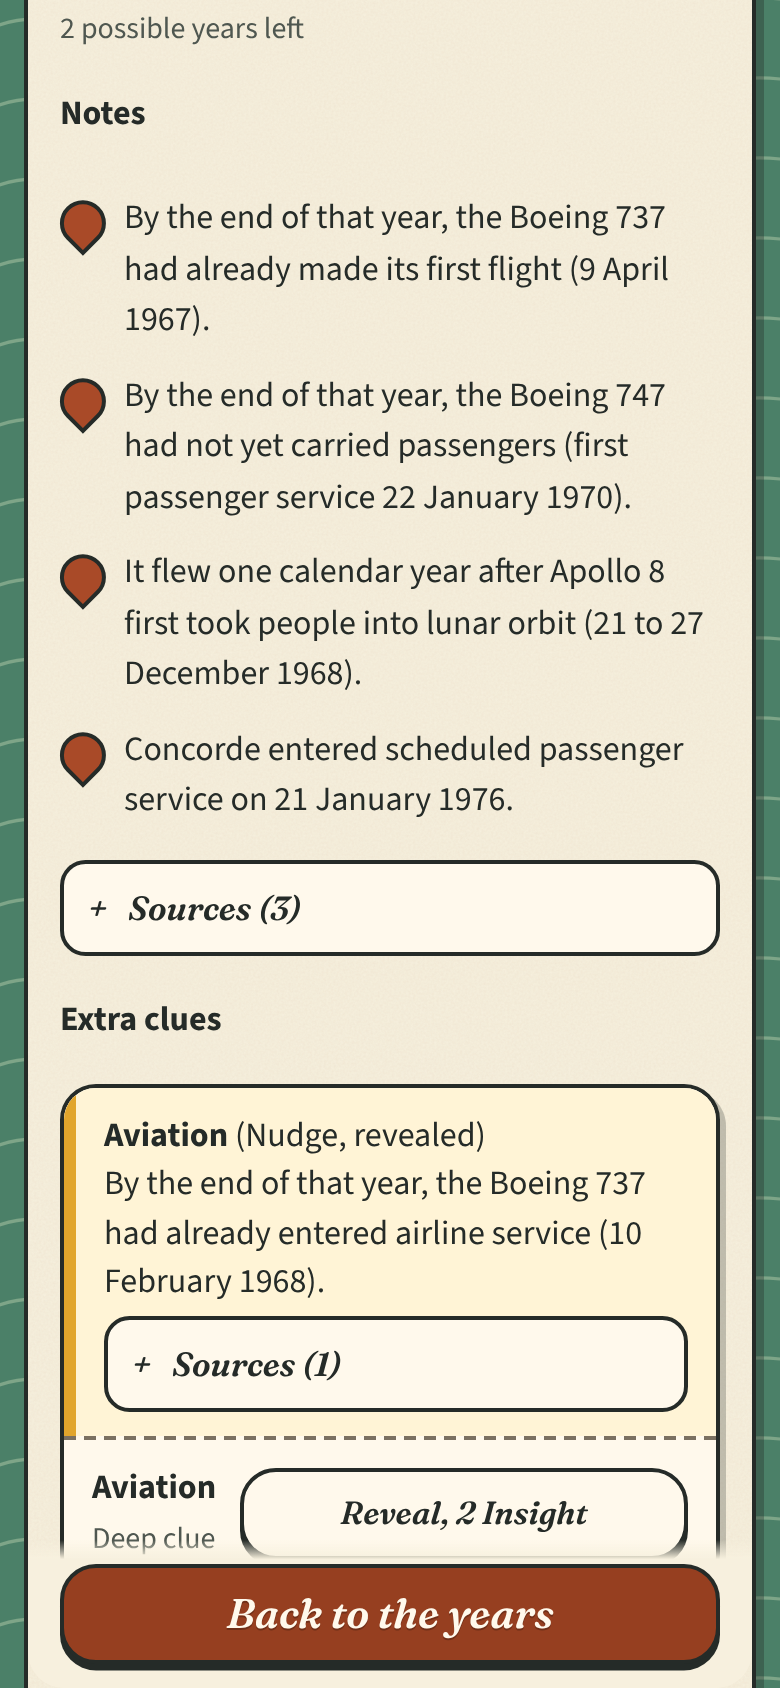 2 possible years left
Notes
By the end of that year, the Boeing 737
had already made its first flight (9 April
1967).
By the end of that year, the Boeing 747
had not yet carried passengers (first
passenger service 22 January 1970).
It flew one calendar year after Apollo 8
first took people into lunar orbit (21 to 27
December 1968).
Concorde entered scheduled passenger
service on 21 January 1976.
+ Sources (3)
Extra clues
Aviation (Nudge, revealed)
By the end of that year, the Boeing 737
had already entered airline service (10
February 1968).
+ Sources (1)
Aviation
Reveal, 2 Insight
Deep clue
Back to the years